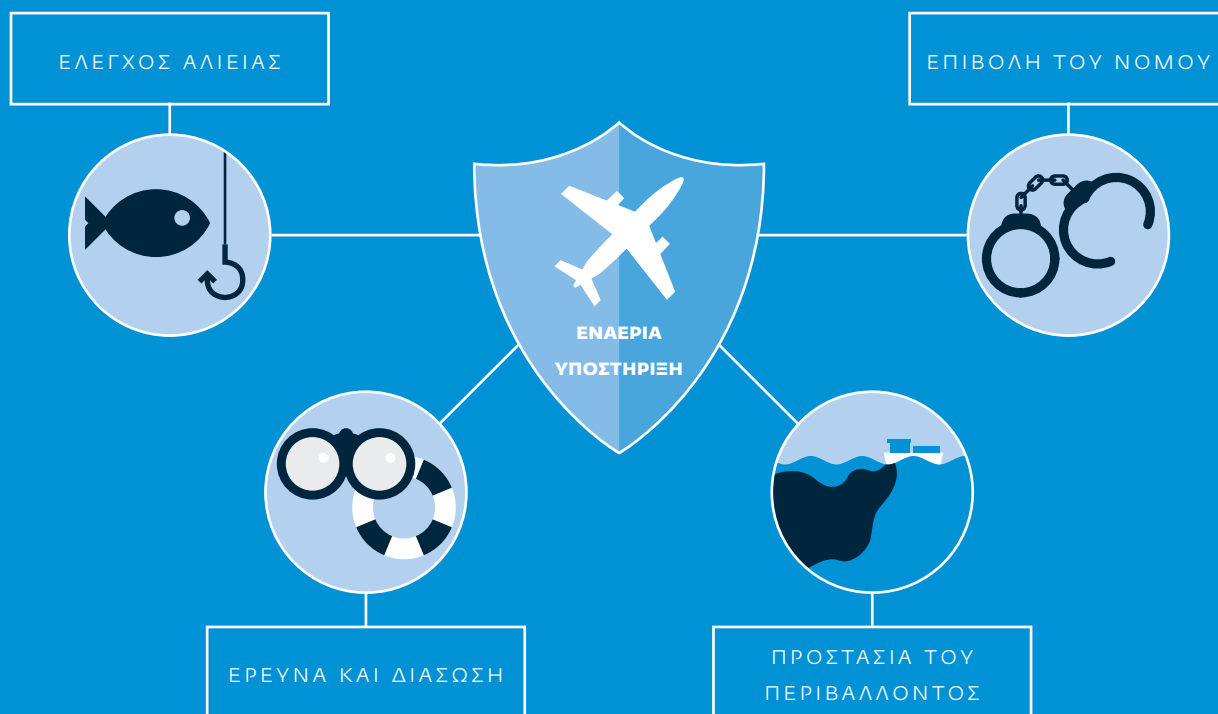 ΕΛΕΓΧΟΣ ΑΛΙΕΙΑΣ
ΕΠΙΒΟΛΗ ΤΟΥ ΝΟΜΟΥ
ΕΝΑΕΡΙΑ
ΥΠΟΣΤΗΡΙΞΗ
ΕΡΕΥΝΑ ΚΑΙ ΔΙΑΣΩΣΗ
ΠΡΟΣΤΑΣΙΑ ΤΟΥ
ΠΕΡΙΒΑΛΛΟΝΤΟΣ